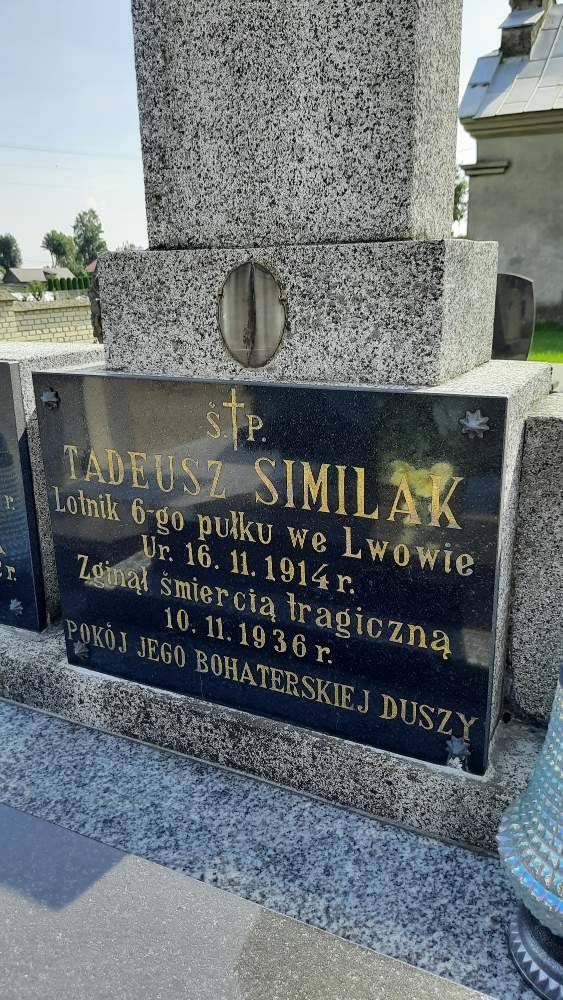 Ś P.
TADEUSZ SIMILAK
Lotnik 6-go pułku we Lwowie
Ur. 16.11.1914 r.
Zginął śmiercią tragiczną
10.11.1936 r.
POKÓJ JEGO BOHATERSKIEJ DUSZY